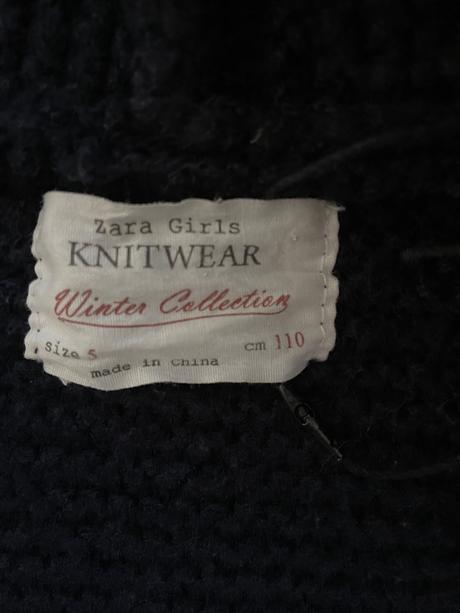 Zara Girls
KNITWEAR
Winter Collection
size 5 cm 110
made in china